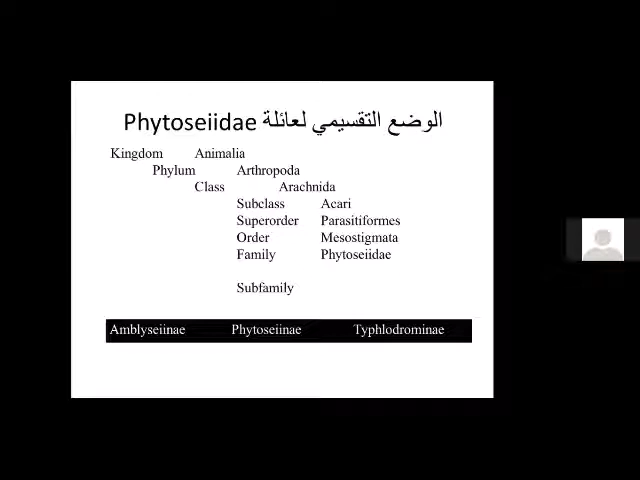 الوضع التقسيمي لعائلة Phytoseiidae
Kingdom Animalia
Phylum Arthropoda
Class Arachnida
Subclass Acari
Superorder Parasitiformes
Order Mesostigmata
Family Phytoseiidae
Subfamily
Amblyseiinae Phytoseiinae Typhlodrominae